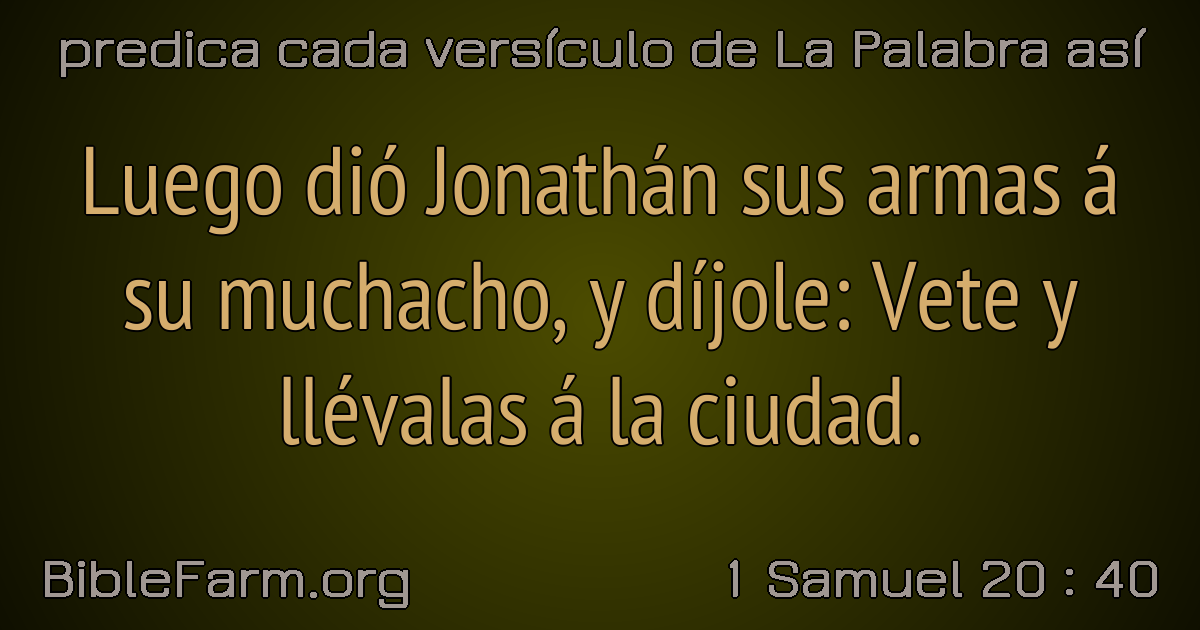 predica cada versículo de La Palabra así
Luego dió Jonathán sus armas á
su muchacho, y díjole: Vete y
llévalas á la ciudad.
BibleFarm.org
1 Samuel 20 : 40